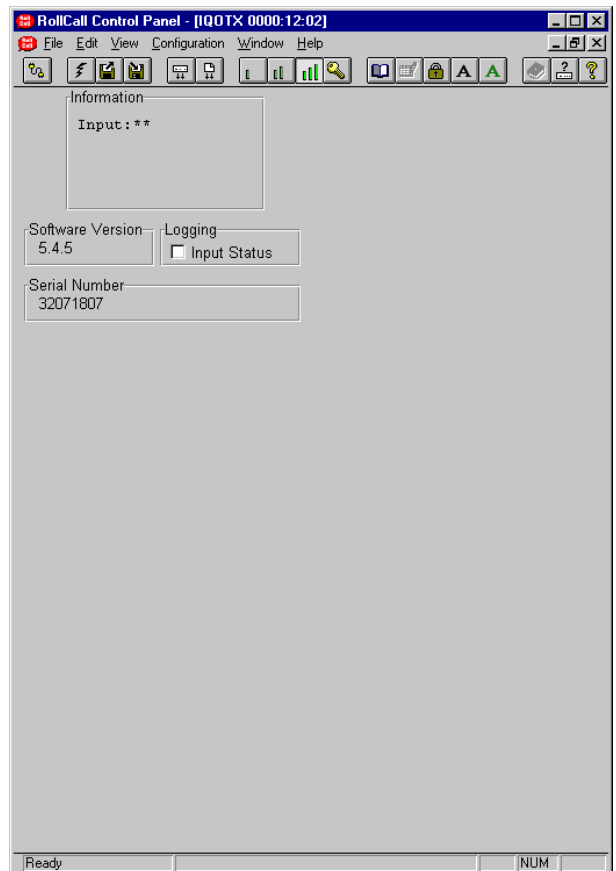 RollCall Control Panel - [IQOTX 0000:12:02]
File Edit View Configuration Window Help
A A ? ?
Information
Input:**
Software Version
5.4.5
Logging
Input Status
Serial Number
32071807
Ready
NUM